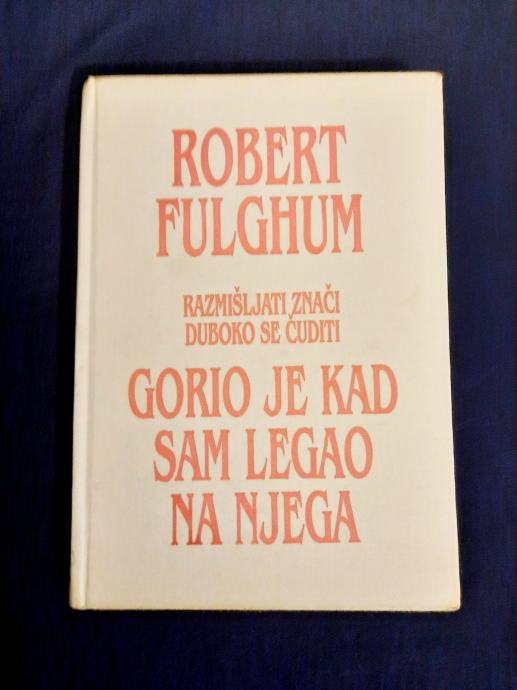 ROBERT
FULGHUM
RAZMIŠLJATI ZNAČI
DUBOKO SE ČUDITI
GORIO JE KAD
SAM LEGAO
NA NJEGA